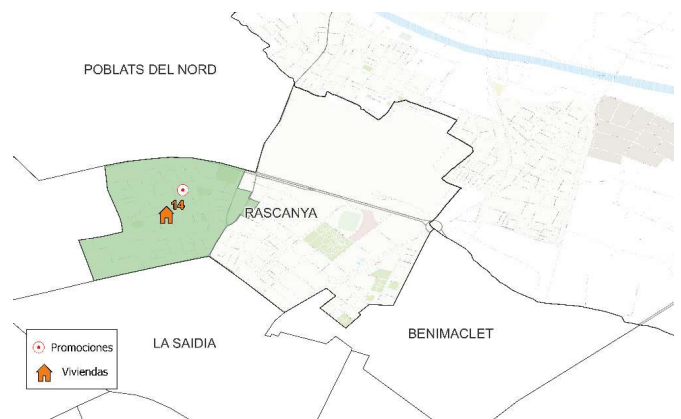 POBLATS DEL NORD
14
RASCANYA
LA SAIDIA
BENIMACLET
Promociones
Viviendas